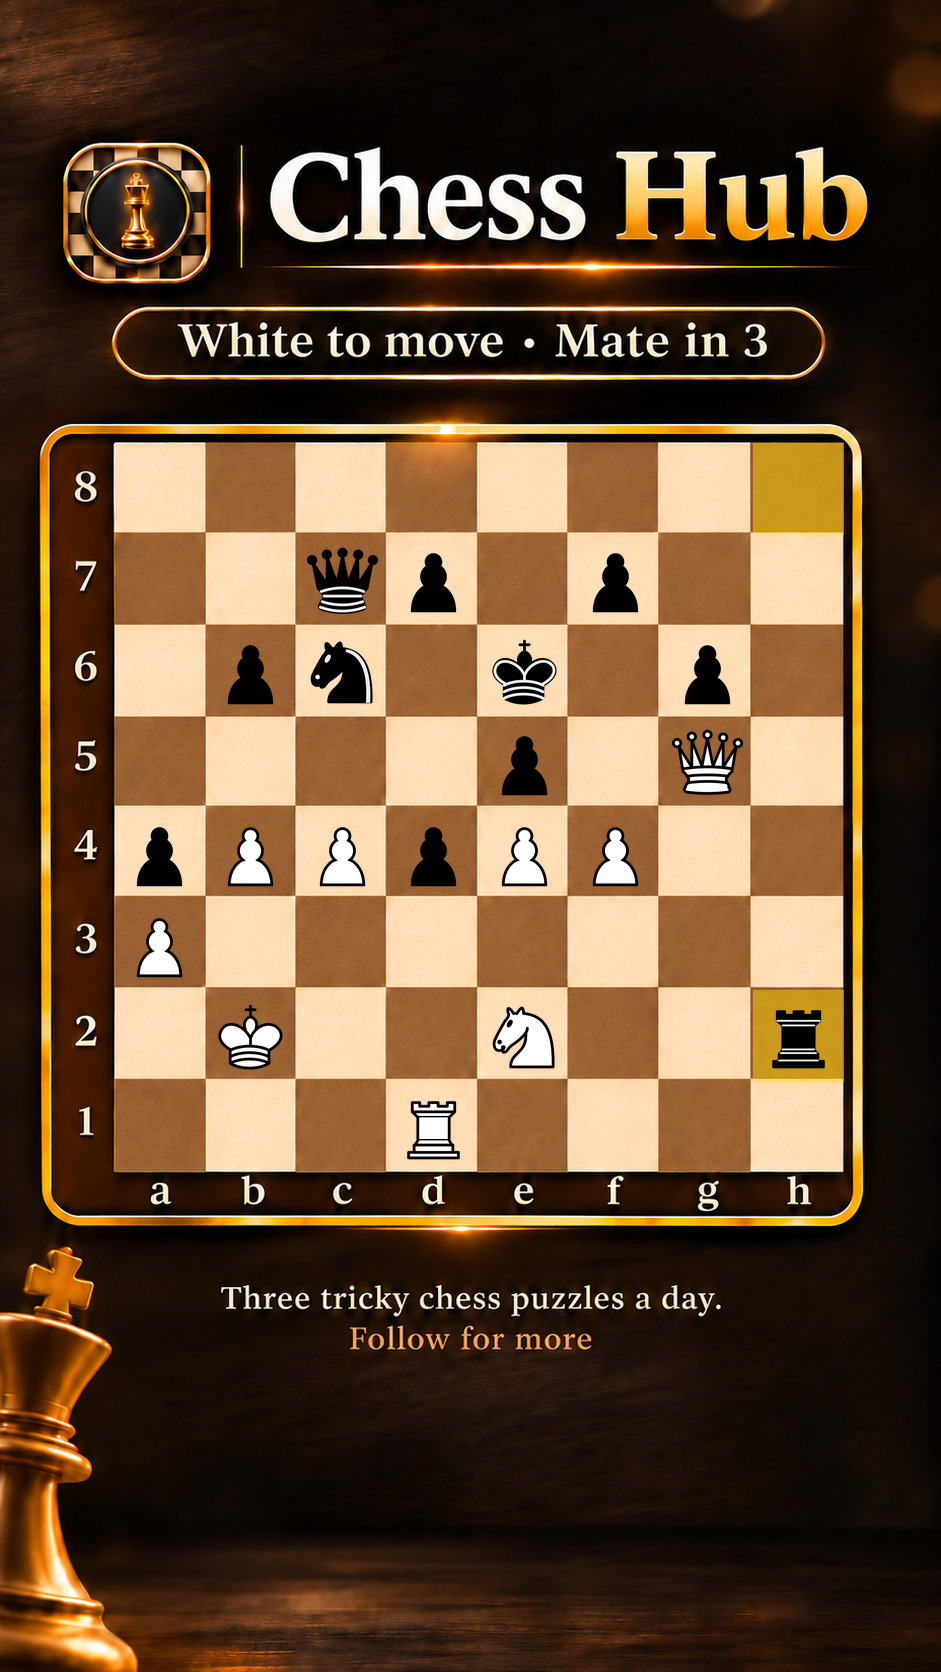 Chess Hub
White to move • Mate in 3
8
7
6
5
4
3
2
1
a b c d e f g h
Three tricky chess puzzles a day.
Follow for more